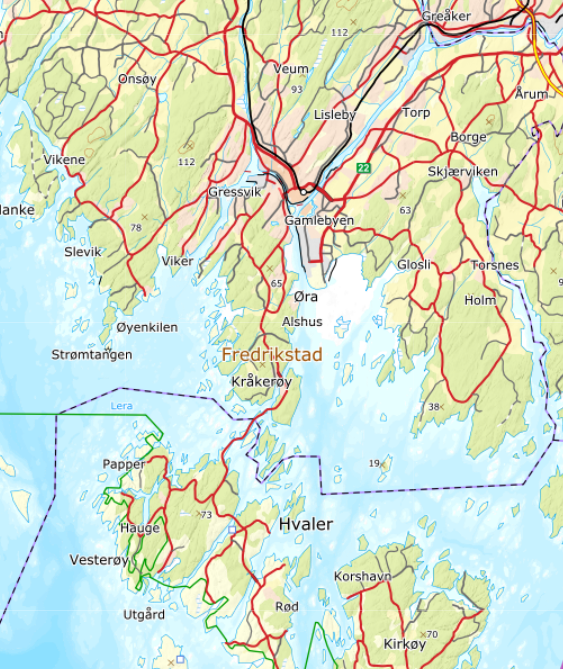 Greåker
112
Veum
Onsøy
93
Årum
Lisleby
Torp
Borge
Vikene
112
22
Skjærviken
Gressvik
63
Gamlebyen
78
Slevik
Viker
Glosli
Torsnes
65
Øra
Holm
Alshus
Øyenkilen
Strømtangen
Fredrikstad
Kråkerøy
Lera
38
Papper
19
73
Hvaler
Hauge
Vesterøy
Korshavn
Rød
Utgård
70
Kirkøy